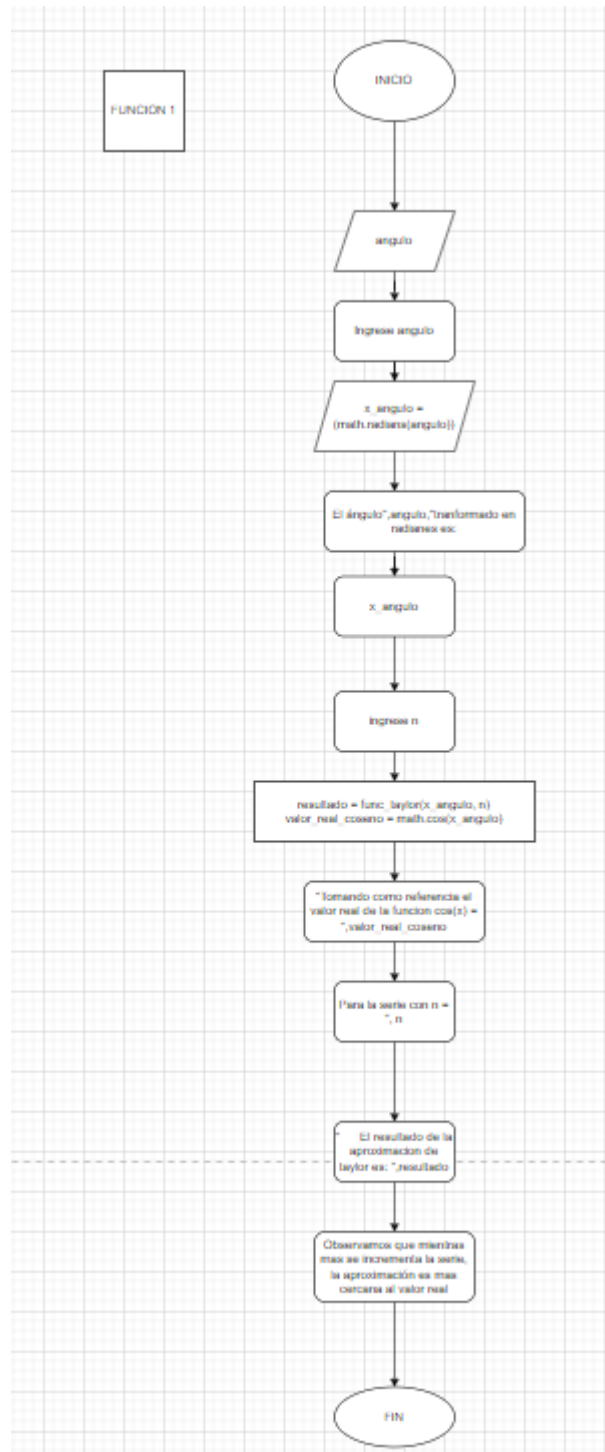 FUNCION 1
INICIO
angulo
Ingrese angulo
x_angulo =
(math.radians(angulo))
El ángulo",angulo,"tranformado en
radianes es:
x_angulo
Ingrese n
resultado = func_taylor(x_angulo, n)
valor_real_coseno = math.cos(x_angulo)
"Tomando como referencia el
valor real de la funcion cos(x) =
",valor_real_coseno
Para la serie con n =
", n
" El resultado de la
aproximacion de
taylor es: ",resultado
Observamos que mientras
mas se incrementa la serie,
la aproximación es mas
cercana al valor real
FIN